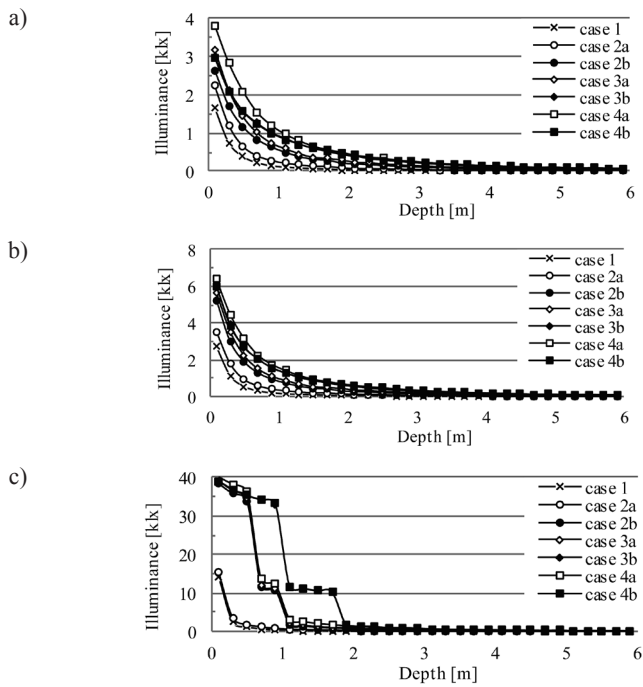 a)
Illuminance [klx]
4
3
2
1
0
case 1
case 2a
case 2b
case 3a
case 3b
case 4a
case 4b
0 1 2 3 4 5 6
Depth [m]
b)
Illuminance [klx]
8
6
4
2
0
case 1
case 2a
case 2b
case 3a
case 3b
case 4a
case 4b
0 1 2 3 4 5 6
Depth [m]
c)
Illuminance [klx]
40
30
20
10
0
case 1
case 2a
case 2b
case 3a
case 3b
case 4a
case 4b
0 1 2 3 4 5 6
Depth [m]